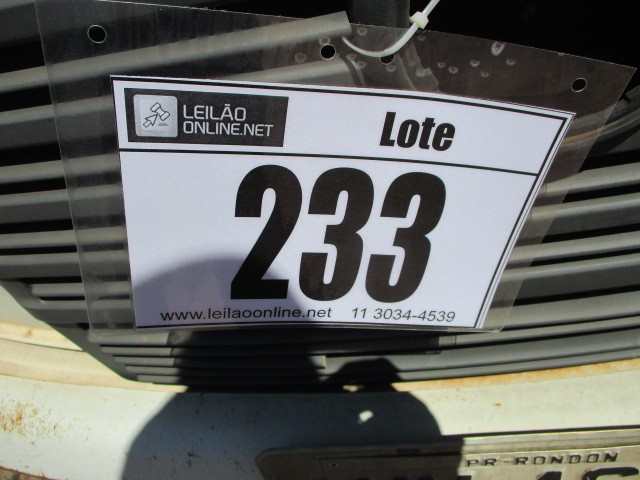 LEILÃO
ONLINE.NET
Lote
233
www.leilaoonline.net 11 3034-4539
PR-RONDON